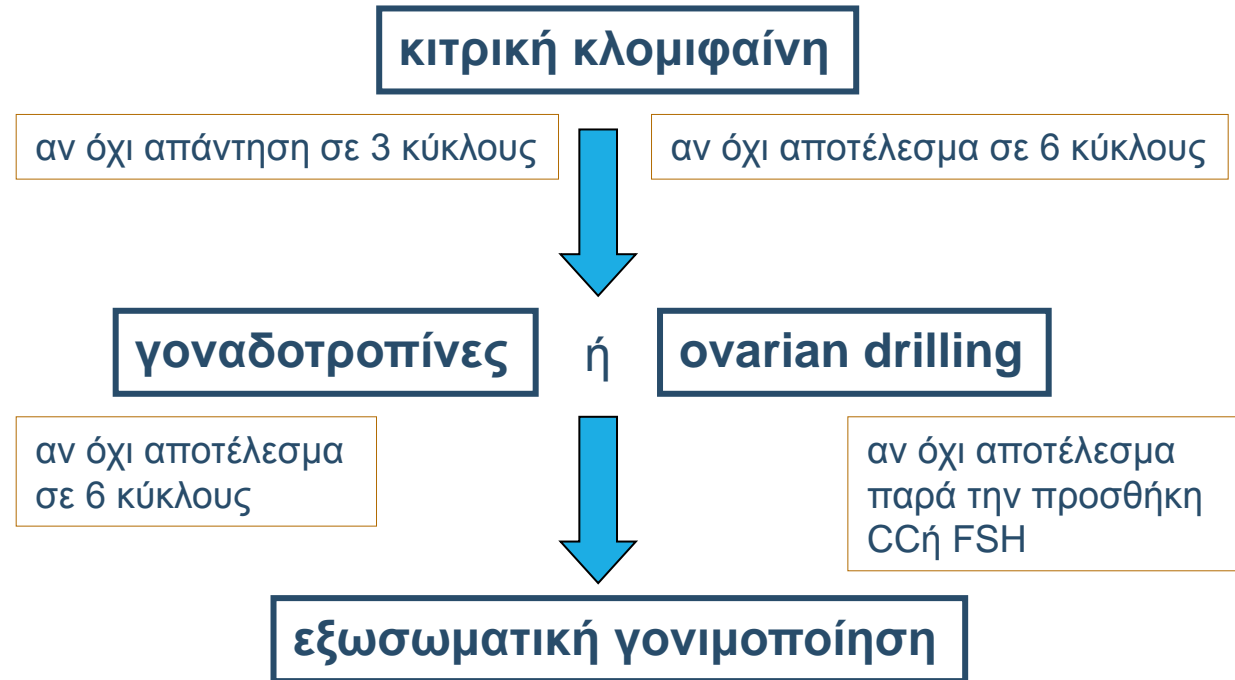 κιτρική κλομιφαίνη
αν όχι απάντηση σε 3 κύκλους
αν όχι αποτέλεσμα σε 6 κύκλους
γοναδοτροπίνες
ή
ovarian drilling
αν όχι αποτέλεσμα
σε 6 κύκλους
αν όχι αποτέλεσμα
παρά την προσθήκη
CCή FSH
εξωσωματική γονιμοποίηση